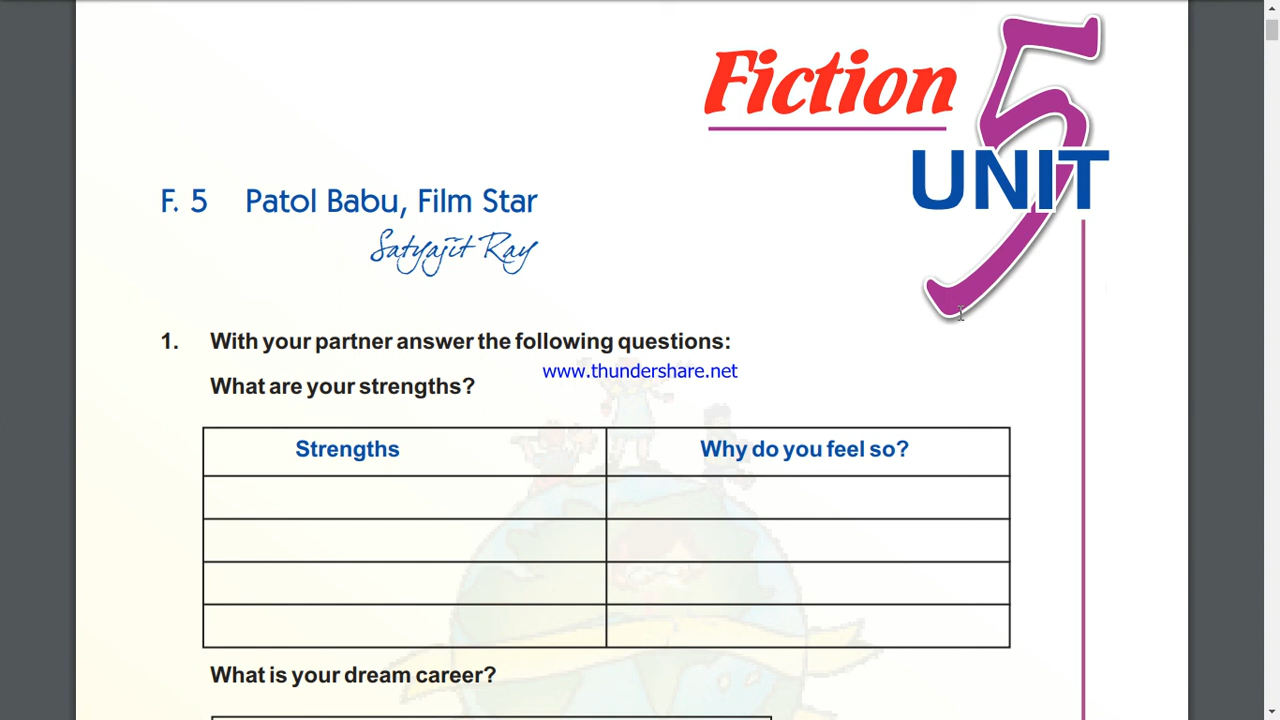 Fiction 5
UNIT
F. 5 Patol Babu, Film Star
Satyajit Ray
1. With your partner answer the following questions:
www.thundershare.net
What are your strengths?
Strengths Why do you feel so?
What is your dream career?